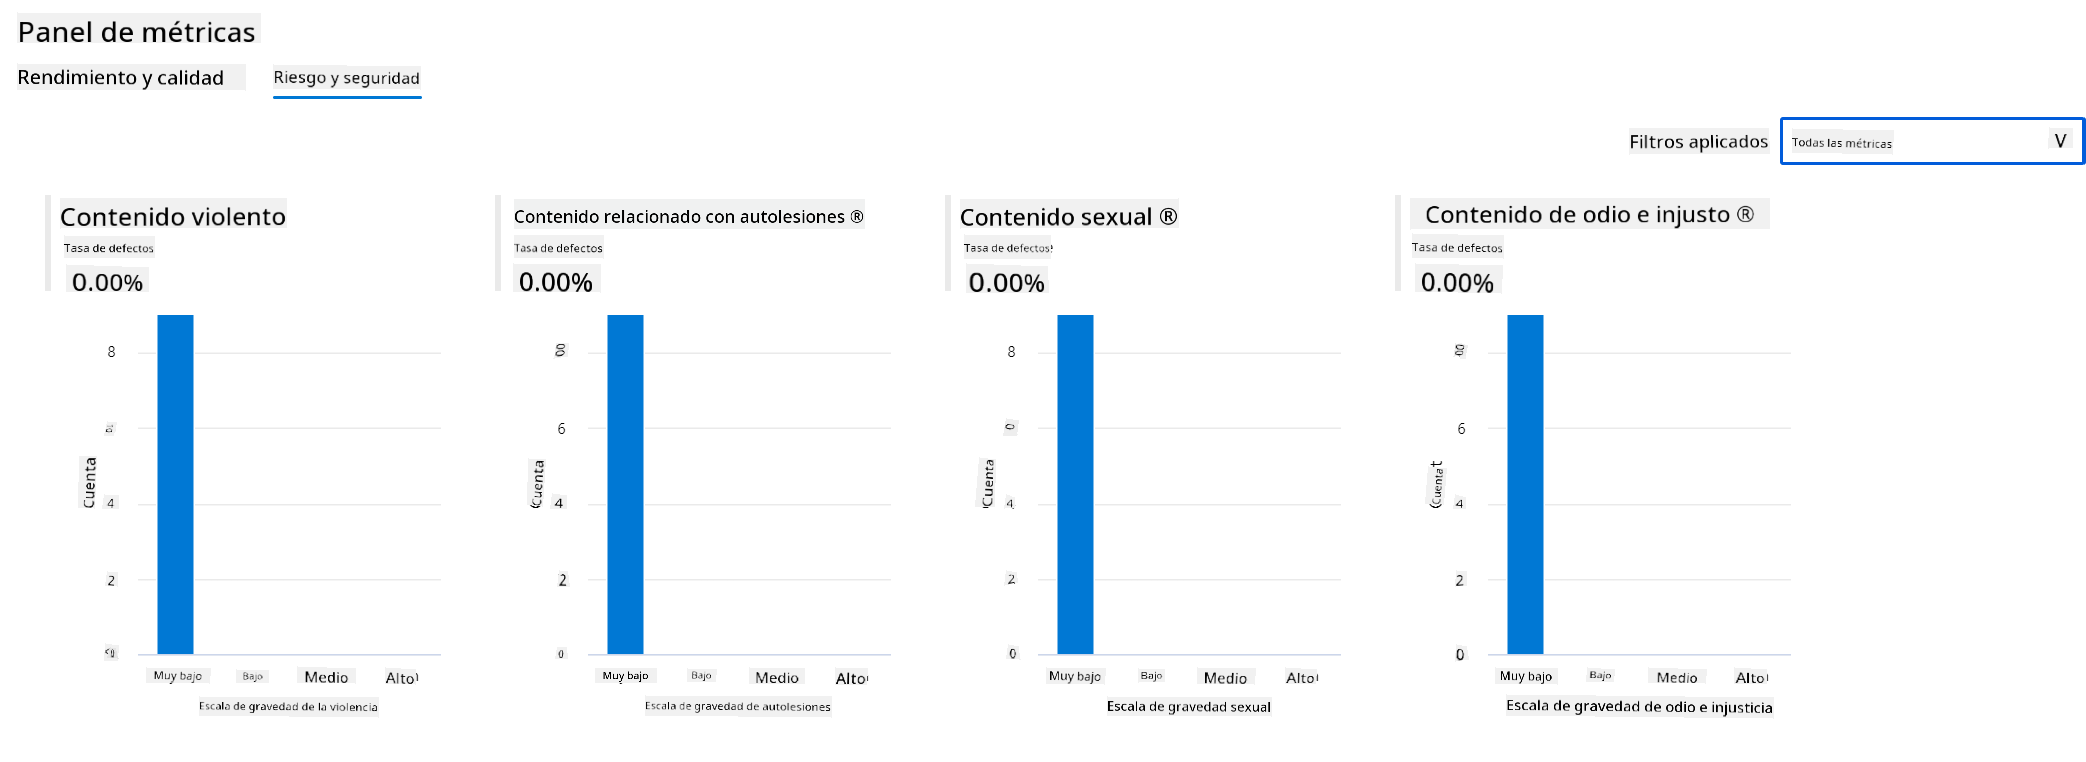 Panel de métricas
Rendimiento y calidad
Riesgo y seguridad
Filtros aplicados
Todas las métricas
V
Contenido violento
Tasa de defectos
0.00%
8
Cuenta
4
2
Muy bajo
Bajo
Medio
Alto
Escala de gravedad de la violencia
Contenido relacionado con autolesiones ®
Tasa de defectos
0.00%
6
Cuenta
4
2
0
Muy bajo
Bajo
Medio
Alto
Escala de gravedad de autolesiones
Contenido sexual ®
Tasa de defectos
0.00%
8
Cuenta
4
2
0
Muy bajo
Bajo
Medio
Alto
Escala de gravedad sexual
Contenido de odio e injusto ®
Tasa de defectos
0.00%
6
(Cuenta
4
2
0
Muy bajo
Bajo
Medio
Alto
Escala de gravedad de odio e injusticia